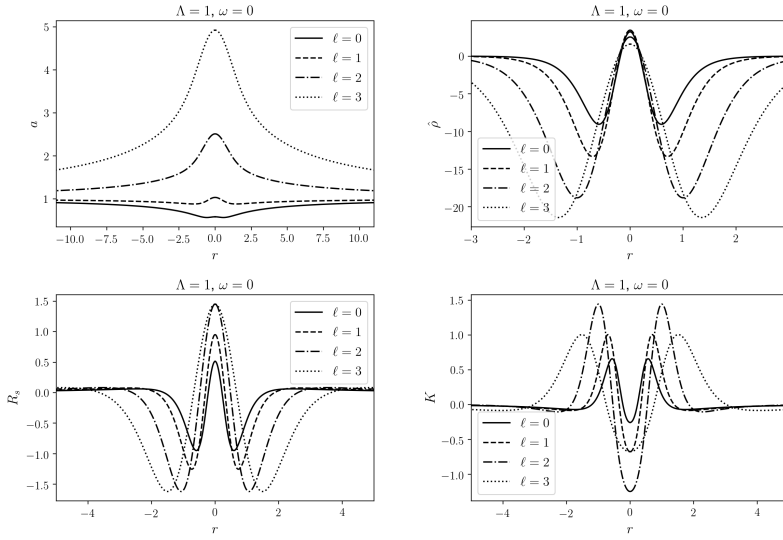 Λ = 1, ω = 0
5
4
3
2
1
a
ℓ = 0
ℓ = 1
ℓ = 2
ℓ = 3
−10.0 −7.5 −5.0 −2.5 0.0 2.5 5.0 7.5 10.0
r
Λ = 1, ω = 0
0
−5
−10
−15
−20
ρ̂
ℓ = 0
ℓ = 1
ℓ = 2
ℓ = 3
−3 −2 −1 0 1 2
r
Λ = 1, ω = 0
1.5
1.0
0.5
0.0
−0.5
−1.0
−1.5
R_s
ℓ = 0
ℓ = 1
ℓ = 2
ℓ = 3
−4 −2 0 2 4
r
Λ = 1, ω = 0
1.5
1.0
0.5
0.0
−0.5
−1.0
K
ℓ = 0
ℓ = 1
ℓ = 2
ℓ = 3
−4 −2 0 2 4
r